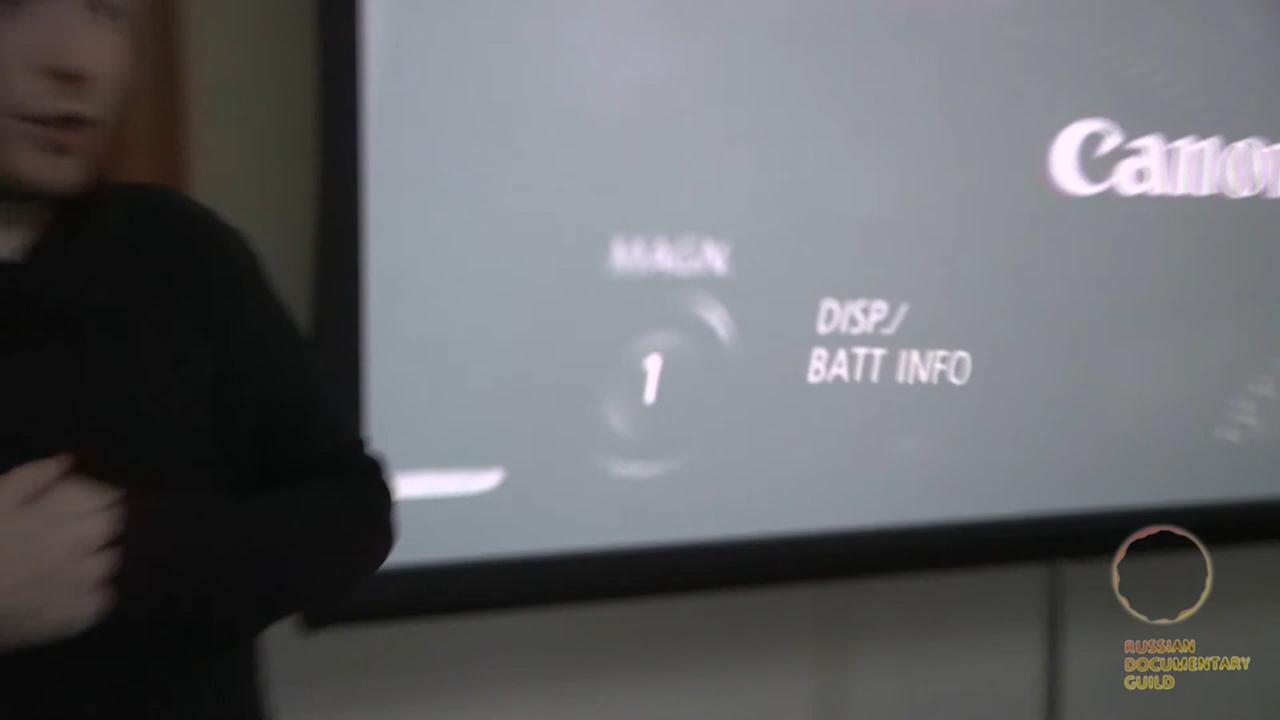 Canon
MAGN.
1
DISP./
BATT INFO
RUSSIAN
DOCUMENTARY
GUILD